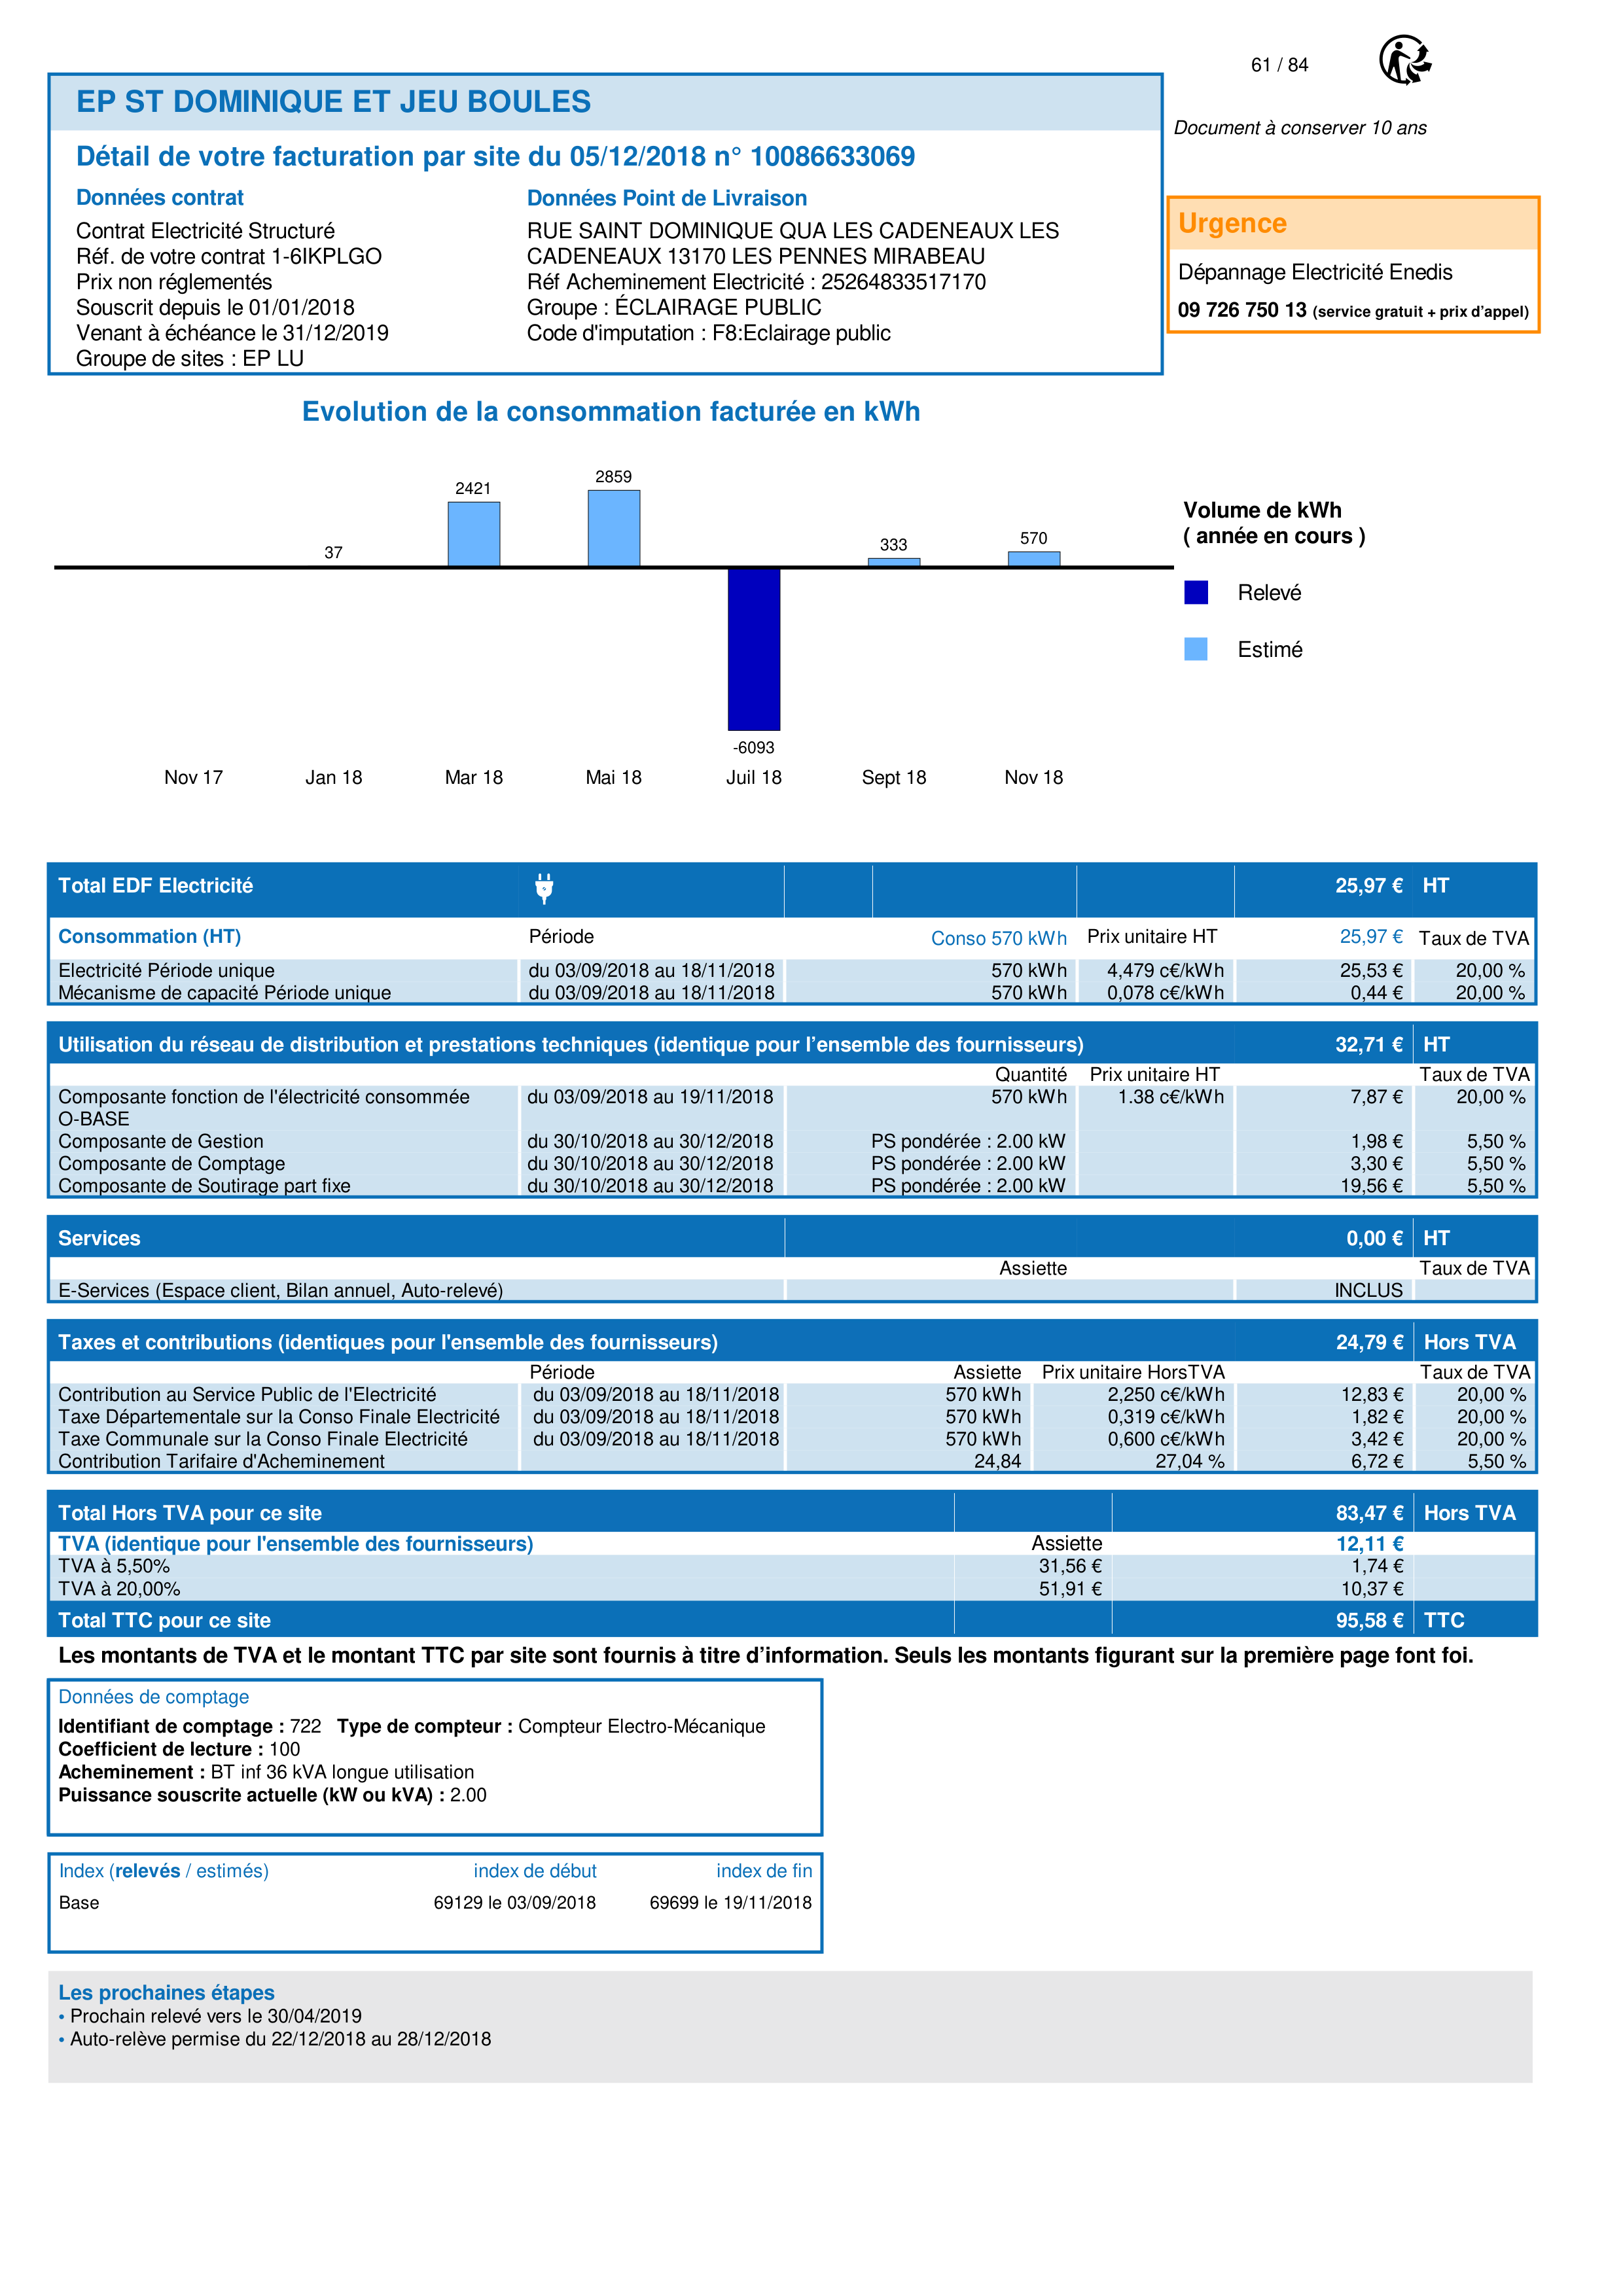 61 / 84
EP ST DOMINIQUE ET JEU BOULES
Document à conserver 10 ans
Détail de votre facturation par site du 05/12/2018 n° 10086633069
Données contrat
Contrat Electricité Structuré
Réf. de votre contrat 1-6IKPLGO
Prix non réglementés
Souscrit depuis le 01/01/2018
Venant à échéance le 31/12/2019
Groupe de sites : EP LU
Données Point de Livraison
RUE SAINT DOMINIQUE QUA LES CADENEAUX LES
CADENEAUX 13170 LES PENNES MIRABEAU
Réf Acheminement Electricité : 25264833517170
Groupe : ÉCLAIRAGE PUBLIC
Code d'imputation : F8:Eclairage public
Urgence
Dépannage Electricité Enedis
09 726 750 13 (service gratuit + prix d’appel)
Evolution de la consommation facturée en kWh
37
2421
2859
-6093
333
570
Nov 17 Jan 18 Mar 18 Mai 18 Juil 18 Sept 18 Nov 18
Volume de kWh
( année en cours )
Relevé
Estimé
Total EDF Electricité 25,97 € HT
Consommation (HT) Période Conso 570 kWh Prix unitaire HT 25,97 € Taux de TVA
Electricité Période unique du 03/09/2018 au 18/11/2018 570 kWh 4,479 c€/kWh 25,53 € 20,00 %
Mécanisme de capacité Période unique du 03/09/2018 au 18/11/2018 570 kWh 0,078 c€/kWh 0,44 € 20,00 %
Utilisation du réseau de distribution et prestations techniques (identique pour l’ensemble des fournisseurs) 32,71 € HT
Quantité Prix unitaire HT Taux de TVA
Composante fonction de l'électricité consommée du 03/09/2018 au 19/11/2018 570 kWh 1.38 c€/kWh 7,87 € 20,00 %
O-BASE
Composante de Gestion du 30/10/2018 au 30/12/2018 PS pondérée : 2.00 kW 1,98 € 5,50 %
Composante de Comptage du 30/10/2018 au 30/12/2018 PS pondérée : 2.00 kW 3,30 € 5,50 %
Composante de Soutirage part fixe du 30/10/2018 au 30/12/2018 PS pondérée : 2.00 kW 19,56 € 5,50 %
Services 0,00 € HT
Assiette Taux de TVA
E-Services (Espace client, Bilan annuel, Auto-relevé) INCLUS
Taxes et contributions (identiques pour l'ensemble des fournisseurs) 24,79 € Hors TVA
Période Assiette Prix unitaire HorsTVA Taux de TVA
Contribution au Service Public de l'Electricité du 03/09/2018 au 18/11/2018 570 kWh 2,250 c€/kWh 12,83 € 20,00 %
Taxe Départementale sur la Conso Finale Electricité du 03/09/2018 au 18/11/2018 570 kWh 0,319 c€/kWh 1,82 € 20,00 %
Taxe Communale sur la Conso Finale Electricité du 03/09/2018 au 18/11/2018 570 kWh 0,600 c€/kWh 3,42 € 20,00 %
Contribution Tarifaire d'Acheminement 24,84 27,04 % 6,72 € 5,50 %
Total Hors TVA pour ce site 83,47 € Hors TVA
TVA (identique pour l'ensemble des fournisseurs) Assiette 12,11 €
TVA à 5,50% 31,56 € 1,74 €
TVA à 20,00% 51,91 € 10,37 €
Total TTC pour ce site 95,58 € TTC
Les montants de TVA et le montant TTC par site sont fournis à titre d’information. Seuls les montants figurant sur la première page font foi.
Données de comptage
Identifiant de comptage : 722 Type de compteur : Compteur Electro-Mécanique
Coefficient de lecture : 100
Acheminement : BT inf 36 kVA longue utilisation
Puissance souscrite actuelle (kW ou kVA) : 2.00
Index (relevés / estimés) index de début index de fin
Base 69129 le 03/09/2018 69699 le 19/11/2018
Les prochaines étapes
• Prochain relevé vers le 30/04/2019
• Auto-relève permise du 22/12/2018 au 28/12/2018